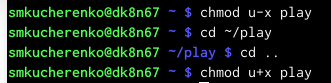 smkucherenko@dk8n67 ~ $ chmod u-x play
smkucherenko@dk8n67 ~ $ cd ~/play
smkucherenko@dk8n67 ~/play $ cd ..
smkucherenko@dk8n67 ~ $ chmod u+x play